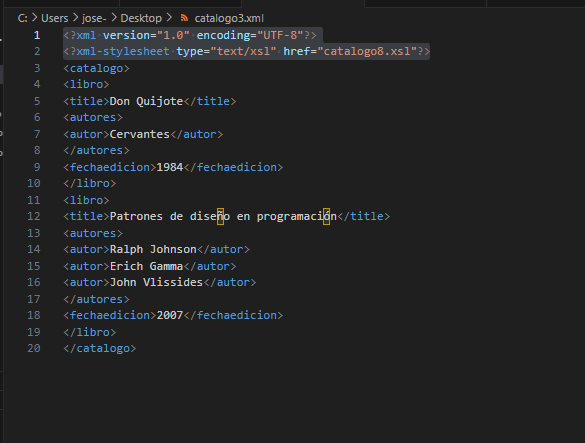 C: > Users > jose- > Desktop > catalogo3.xml
1 <?xml version="1.0" encoding="UTF-8"?>
2 <?xml-stylesheet type="text/xsl" href="catalogo8.xsl"?>
3 <catalogo>
4 <libro>
5 <title>Don Quijote</title>
6 <autores>
7 <autor>Cervantes</autor>
8 </autores>
9 <fechaedicion>1984</fechaedicion>
10 </libro>
11 <libro>
12 <title>Patrones de diseño en programación</title>
13 <autores>
14 <autor>Ralph Johnson</autor>
15 <autor>Erich Gamma</autor>
16 <autor>John Vlissides</autor>
17 </autores>
18 <fechaedicion>2007</fechaedicion>
19 </libro>
20 </catalogo>